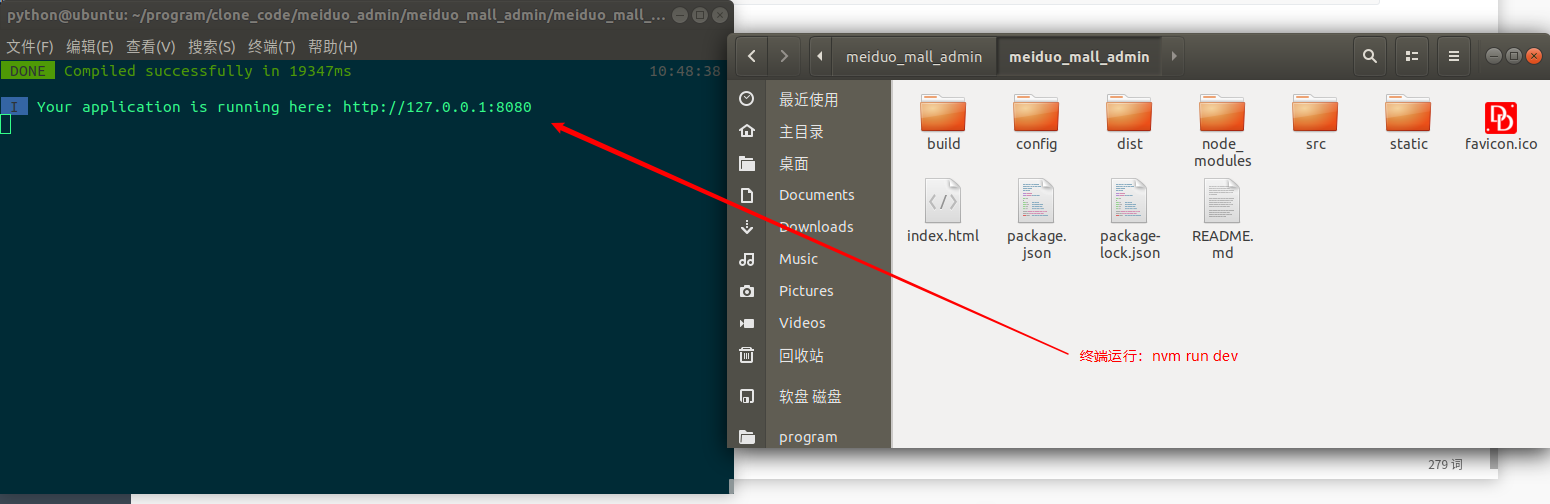 python@ubuntu: ~/program/clone_code/meiduo_admin/meiduo_mall_admin/meiduo_mall_...
文件(F) 编辑(E) 查看(V) 搜索(S) 终端(T) 帮助(H)
DONE Compiled successfully in 19347ms 10:48:38
I Your application is running here: http://127.0.0.1:8080
meiduo_mall_admin meiduo_mall_admin
最近使用
主目录
桌面
Documents
Downloads
Music
Pictures
Videos
回收站
软盘 磁盘
program
build config dist node_ src static favicon.ico
modules
index.html package. package- README.
json lock.json md
终端运行：nvm run dev
279 词